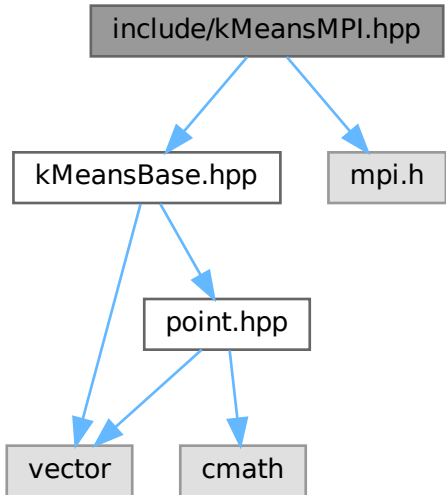 include/kMeansMPI.hpp
kMeansBase.hpp
mpi.h
point.hpp
vector
cmath